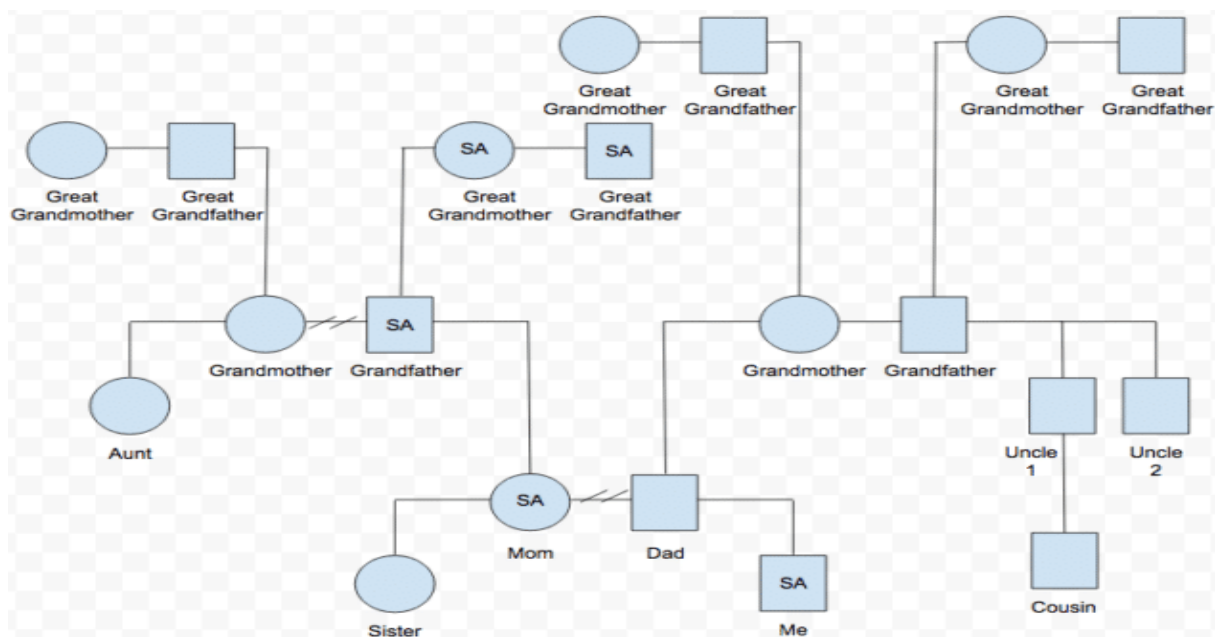 Great
Grandmother
Great
Grandfather
Great
Grandmother
Great
Grandfather
SA
SA
Great
Grandmother
Great
Grandfather
Great
Grandmother
Great
Grandfather
SA
Grandmother
Grandfather
Grandmother
Grandfather
Aunt
Uncle
1
Uncle
2
SA
Mom
Dad
SA
Cousin
Sister
Me